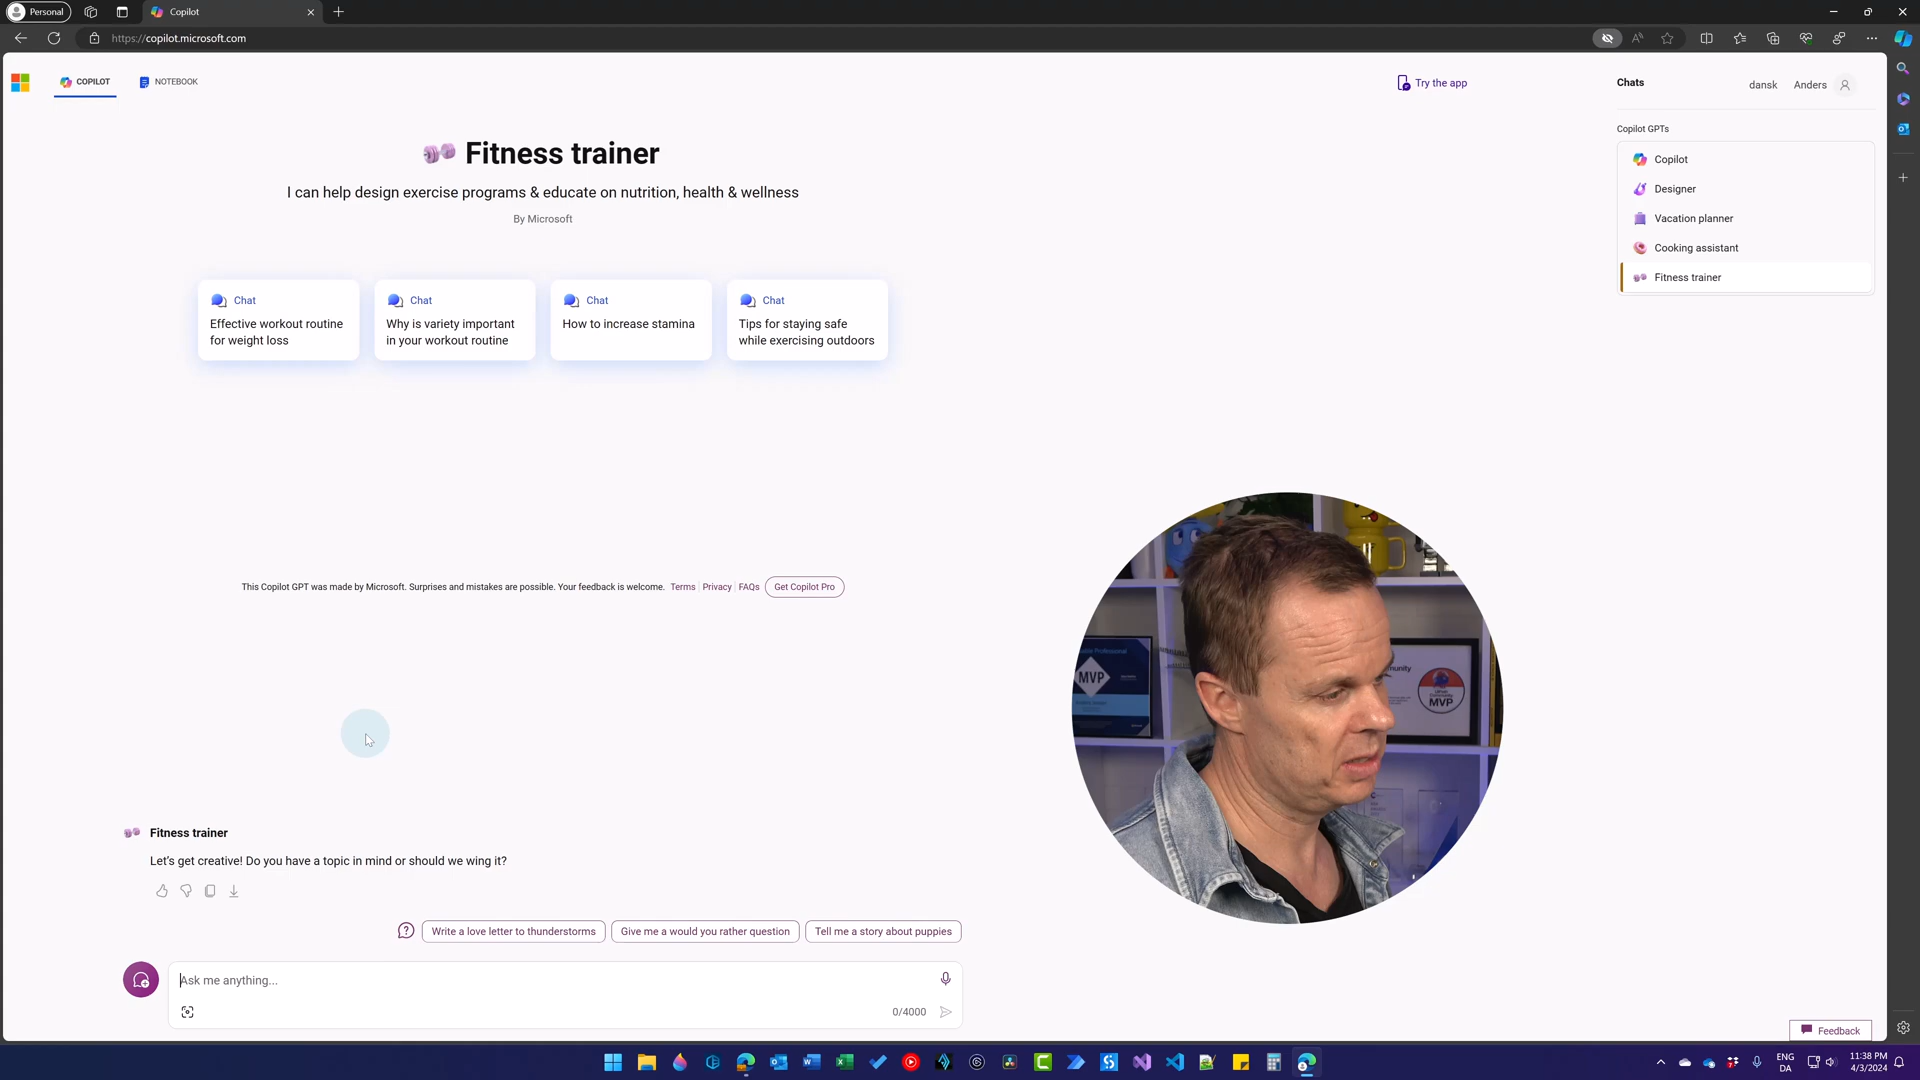 Personal
Copilot
https://copilot.microsoft.com
COPILOT
NOTEBOOK
Try the app
Chats
dansk
Anders
Fitness trainer
I can help design exercise programs & educate on nutrition, health & wellness
By Microsoft
Copilot GPTs
Copilot
Designer
Vacation planner
Cooking assistant
Fitness trainer
Chat
Effective workout routine
for weight loss
Chat
Why is variety important
in your workout routine
Chat
How to increase stamina
Chat
Tips for staying safe
while exercising outdoors
This Copilot GPT was made by Microsoft. Surprises and mistakes are possible. Your feedback is welcome. Terms Privacy FAQs Get Copilot Pro
MVP
MVP
Fitness trainer
Let's get creative! Do you have a topic in mind or should we wing it?
Write a love letter to thunderstorms
Give me a would you rather question
Tell me a story about puppies
Ask me anything...
0/4000
Feedback
ENG
DA
11:38 PM
4/3/2024